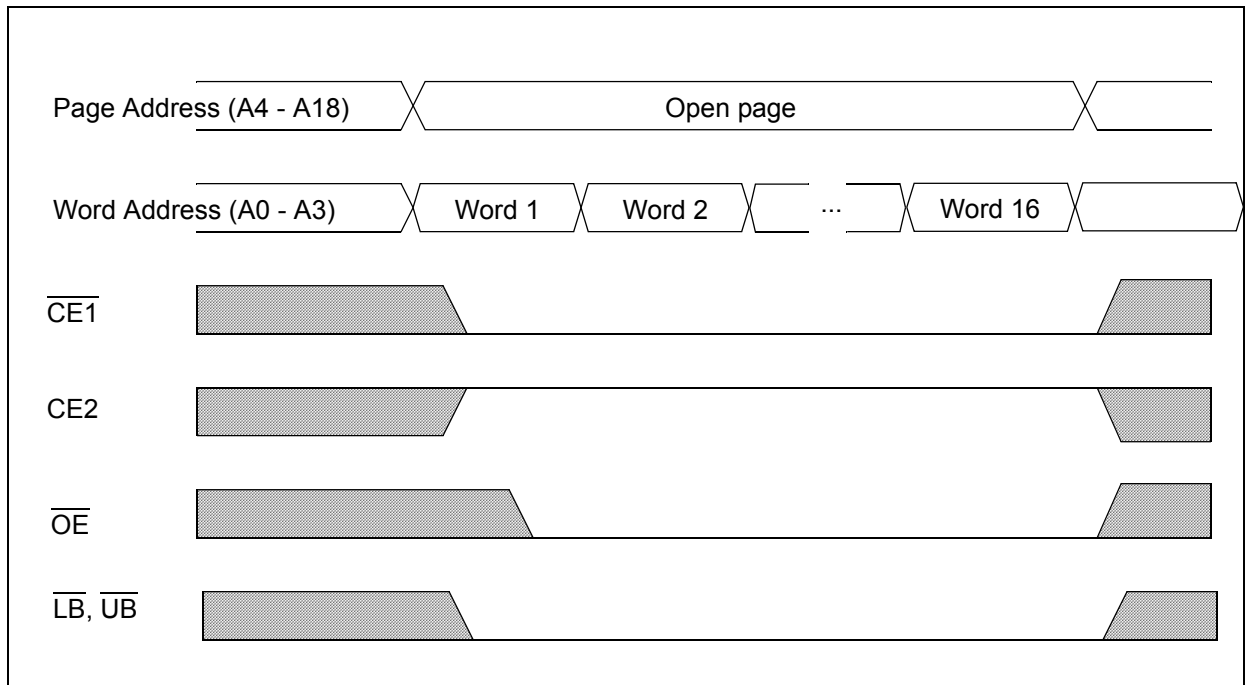 Page Address (A4 - A18) Open page
Word Address (A0 - A3) Word 1 Word 2 ... Word 16
CE1
CE2
OE
LB, UB